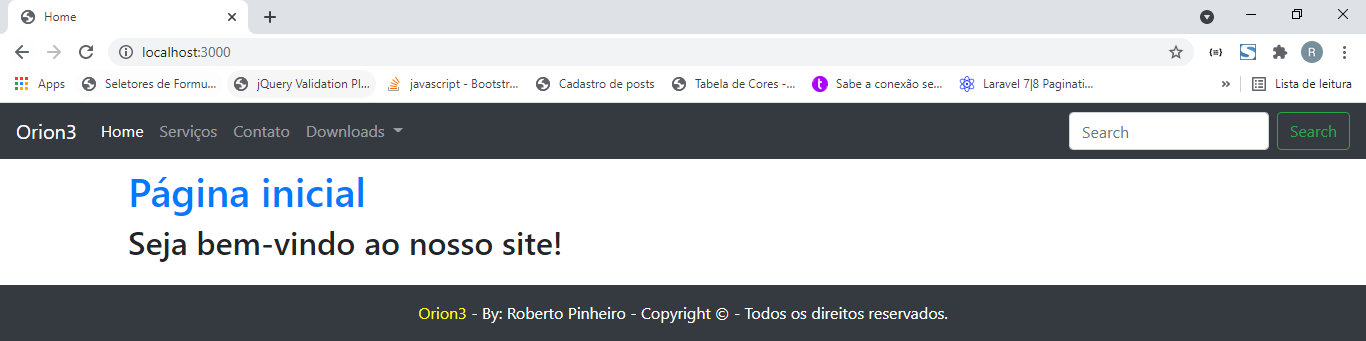 Home
localhost:3000
R
Apps Seletores de Formu... jQuery Validation Pl... javascript - Bootstr... Cadastro de posts Tabela de Cores -... Sabe a conexão se... Laravel 7|8 Paginati... » Lista de leitura
Orion3 Home Serviços Contato Downloads Search Search
Página inicial
Seja bem-vindo ao nosso site!
Orion3 - By: Roberto Pinheiro - Copyright © - Todos os direitos reservados.